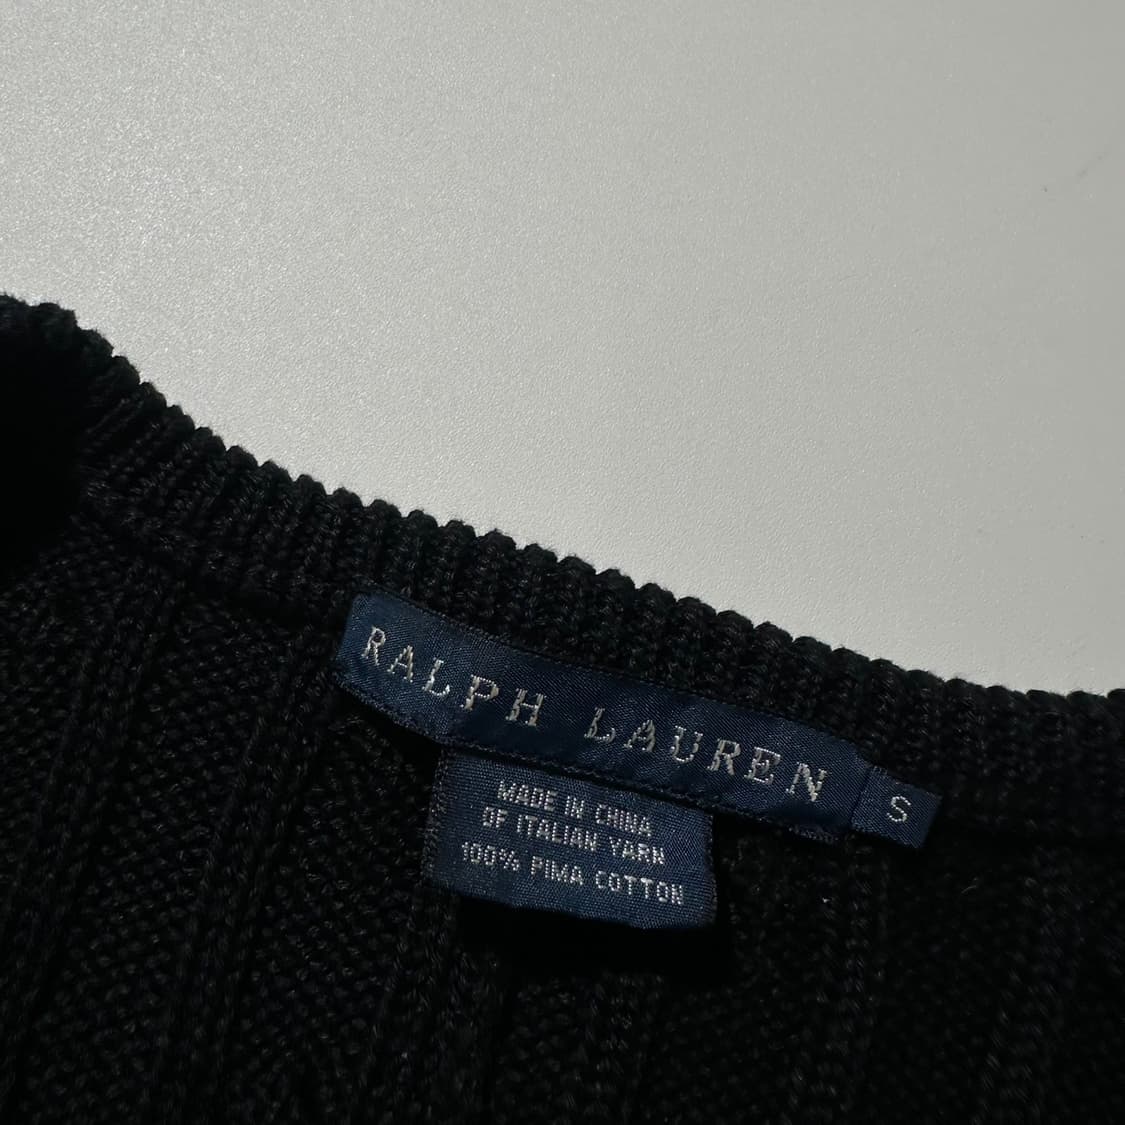 RALPH LAUREN
S
MADE IN CHINA
OF ITALIAN YARN
100% PIMA COTTON